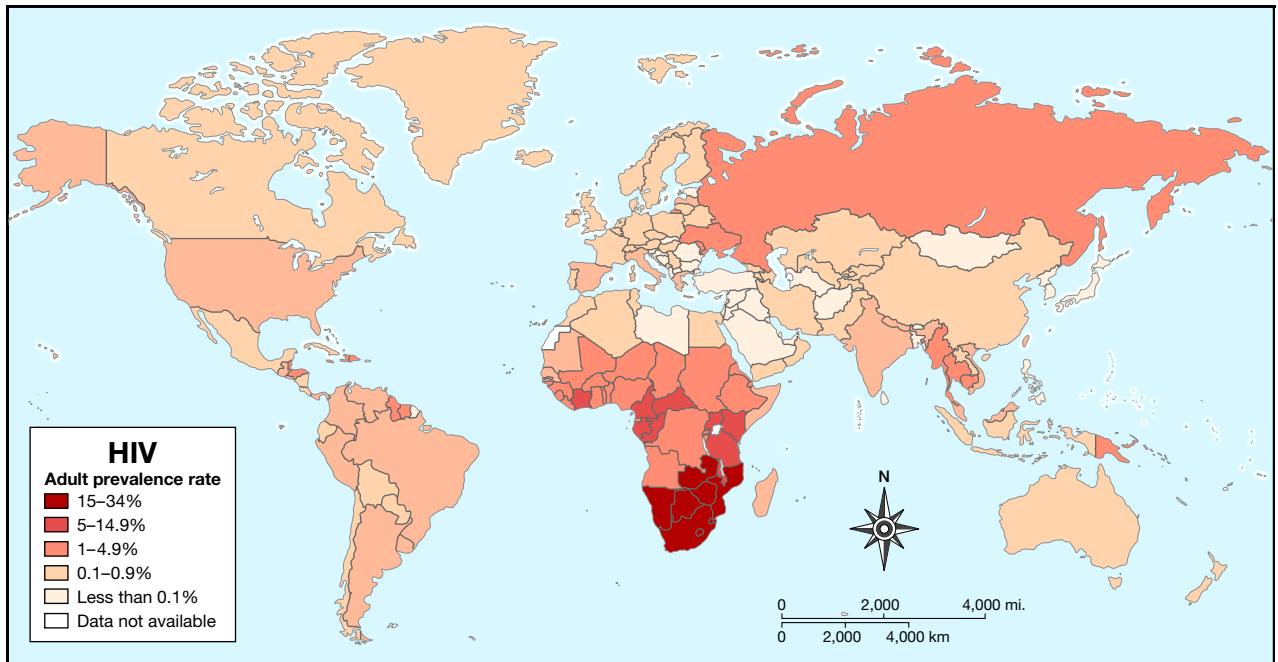 HIV
Adult prevalence rate
15–34%
5–14.9%
1–4.9%
0.1–0.9%
Less than 0.1%
Data not available
N
0 2,000 4,000 mi.
0 2,000 4,000 km